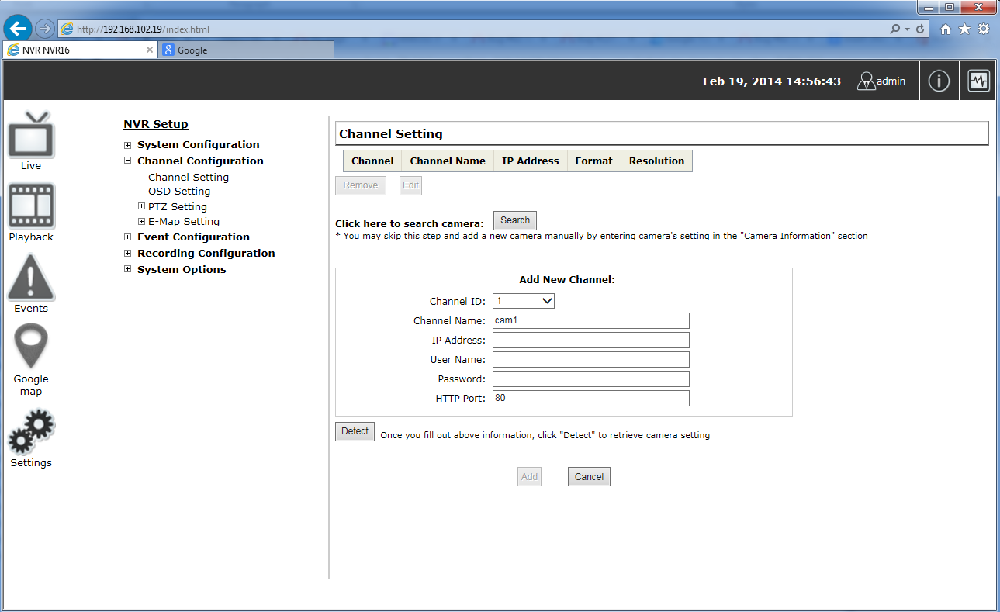 http://192.168.102.19/index.html
NVR NVR16
Google
Feb 19, 2014 14:56:43
admin
Live
Playback
Events
Google
map
Settings
NVR Setup
System Configuration
Channel Configuration
Channel Setting
OSD Setting
PTZ Setting
E-Map Setting
Event Configuration
Recording Configuration
System Options
Channel Setting
Channel Channel Name IP Address Format Resolution
Remove Edit
Click here to search camera: Search
* You may skip this step and add a new camera manually by entering camera's setting in the "Camera Information" section
Add New Channel:
Channel ID: 1
Channel Name: cam1
IP Address:
User Name:
Password:
HTTP Port: 80
Detect Once you fill out above information, click "Detect" to retrieve camera setting
Add Cancel